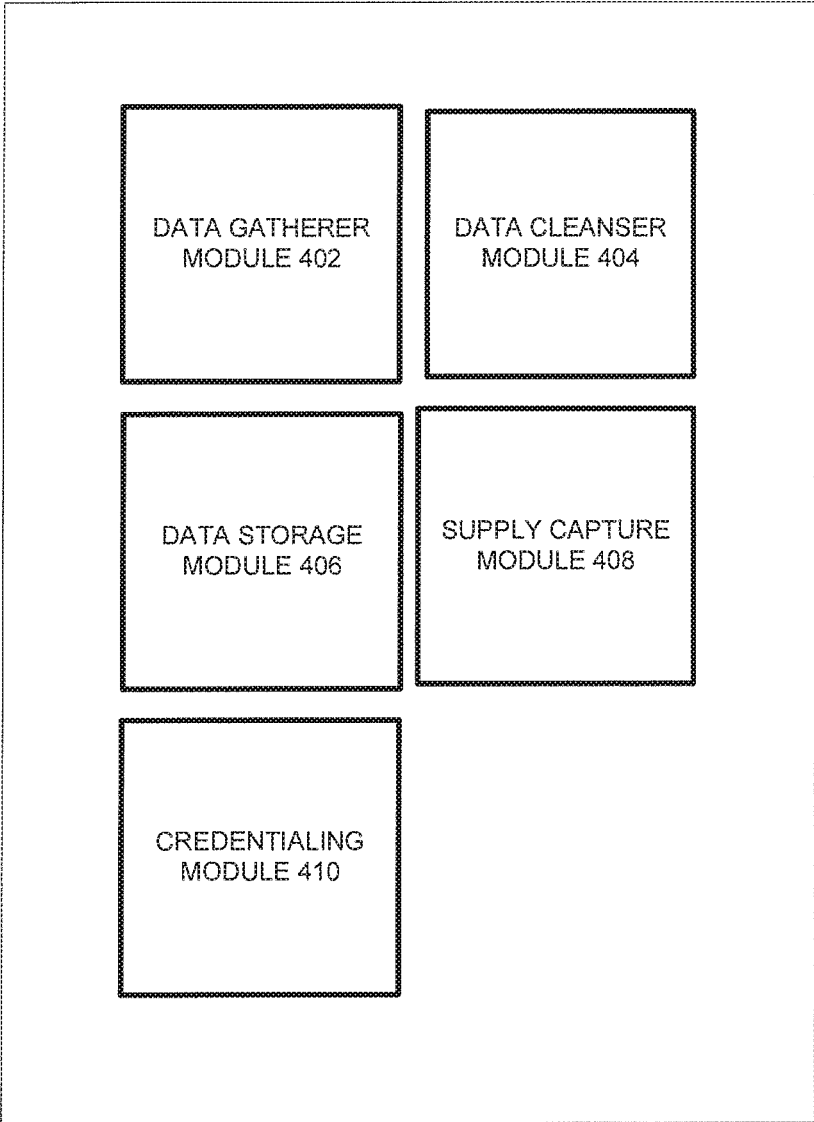 DATA GATHERER
MODULE 402
DATA CLEANSER
MODULE 404
DATA STORAGE
MODULE 406
SUPPLY CAPTURE
MODULE 408
CREDENTIALING
MODULE 410